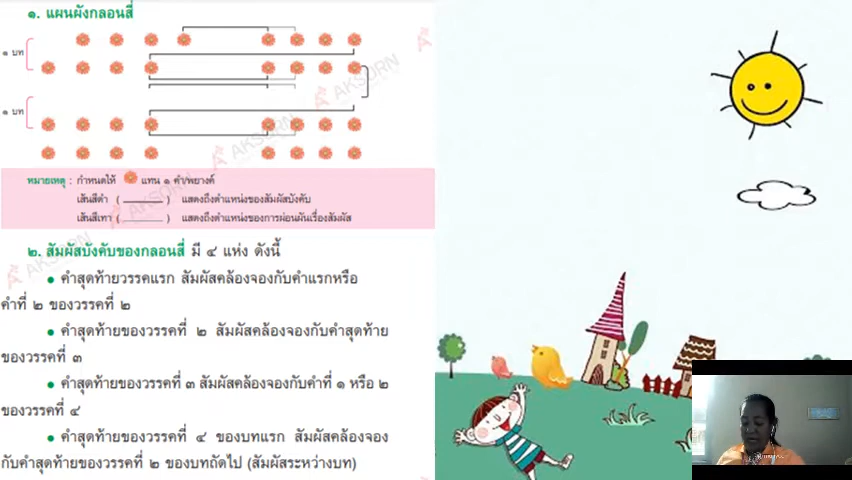 ๑. แผนผังกลอนสี่
๑ บท
๑ บท
หมายเหตุ : กำหนดให้ แทน ๑ คำ/พยางค์
เส้นสีดำ ( ) แสดงถึงตำแหน่งของสัมผัสบังคับ
เส้นสีเทา ( ) แสดงถึงตำแหน่งของการผ่อนผันเรื่องสัมผัส
๒. สัมผัสบังคับของกลอนสี่ มี ๔ แห่ง ดังนี้
• คำสุดท้ายวรรคแรก สัมผัสคล้องจองกับคำแรกหรือ
คำที่ ๒ ของวรรคที่ ๒
• คำสุดท้ายของวรรคที่ ๒ สัมผัสคล้องจองกับคำสุดท้าย
ของวรรคที่ ๓
• คำสุดท้ายของวรรคที่ ๓ สัมผัสคล้องจองกับคำที่ ๑ หรือ ๒
ของวรรคที่ ๔
• คำสุดท้ายของวรรคที่ ๔ ของบทแรก สัมผัสคล้องจอง
กับคำสุดท้ายของวรรคที่ ๒ ของบทถัดไป (สัมผัสระหว่างบท)
AKSORN
AKSORN
AKSORN
AKSORN
AKSORN